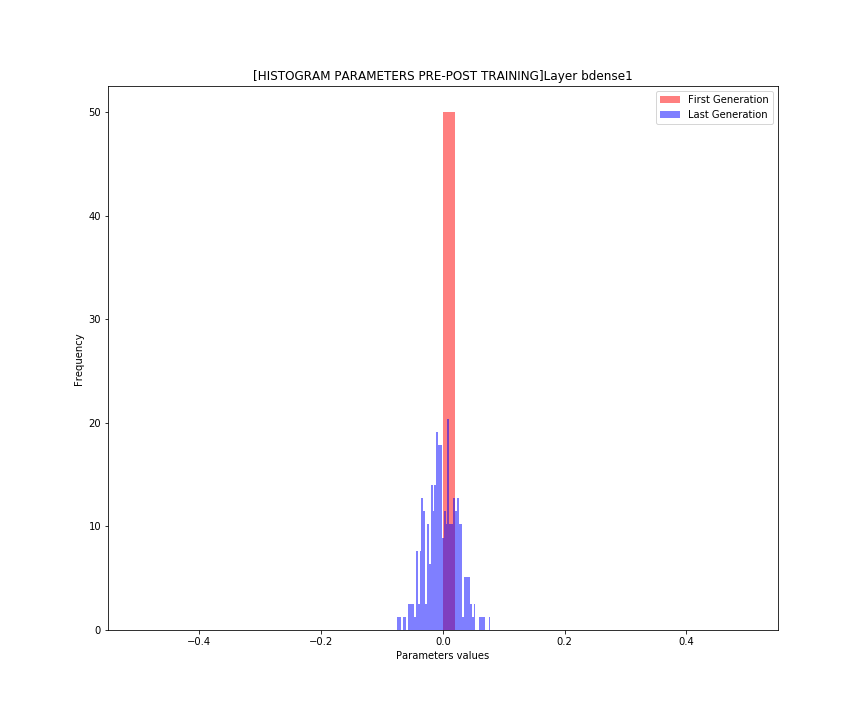 [HISTOGRAM PARAMETERS PRE-POST TRAINING]Layer bdense1
First Generation
Last Generation
50
40
30
20
10
0
Frequency
−0.4
−0.2
0.0
0.2
0.4
Parameters values